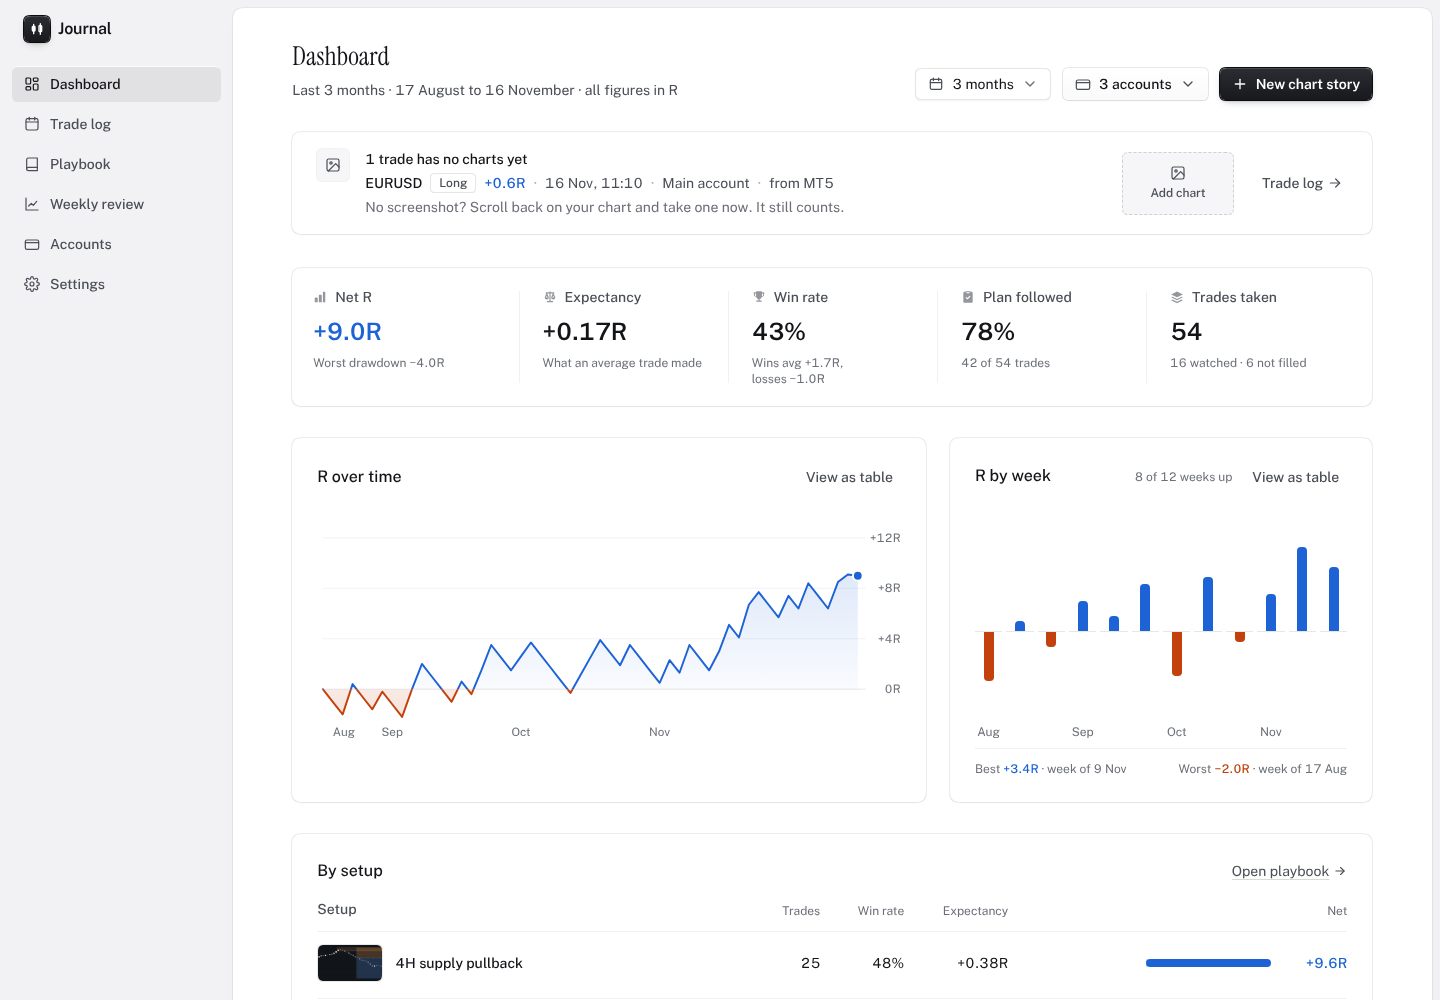 Journal
Dashboard
Trade log
Playbook
Weekly review
Accounts
Settings
Dashboard
Last 3 months · 17 August to 16 November · all figures in R
3 months
3 accounts
New chart story
1 trade has no charts yet
EURUSD Long +0.6R · 16 Nov, 11:10 · Main account · from MT5
No screenshot? Scroll back on your chart and take one now. It still counts.
Add chart
Trade log →
Net R
+9.0R
Worst drawdown −4.0R
Expectancy
+0.17R
What an average trade made
Win rate
43%
Wins avg +1.7R,
losses −1.0R
Plan followed
78%
42 of 54 trades
Trades taken
54
16 watched · 6 not filled
R over time
View as table
+12R
+8R
+4R
0R
Aug Sep Oct Nov
R by week
8 of 12 weeks up
View as table
Aug Sep Oct Nov
Best +3.4R · week of 9 Nov
Worst −2.0R · week of 17 Aug
By setup
Open playbook →
Setup Trades Win rate Expectancy Net
4H supply pullback 25 48% +0.38R +9.6R